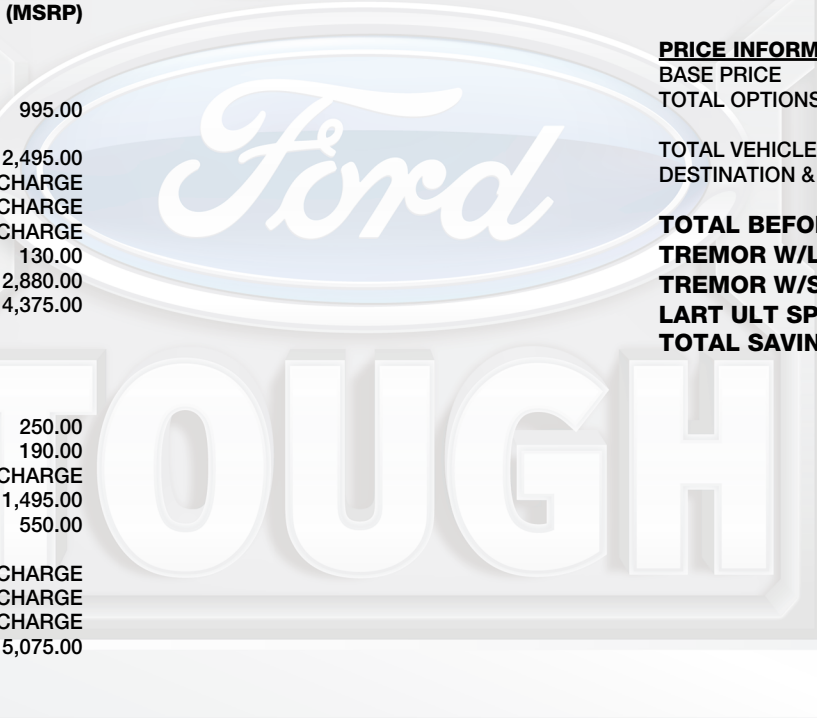 (MSRP)
995.00
2,495.00
CHARGE
CHARGE
CHARGE
130.00
2,880.00
4,375.00
250.00
190.00
CHARGE
1,495.00
550.00
CHARGE
CHARGE
CHARGE
5,075.00
PRICE INFORM
BASE PRICE
TOTAL OPTIONS
TOTAL VEHICLE
DESTINATION &
TOTAL BEFO
TREMOR W/L
TREMOR W/S
LART ULT SP
TOTAL SAVIN
Ford
TOUGH